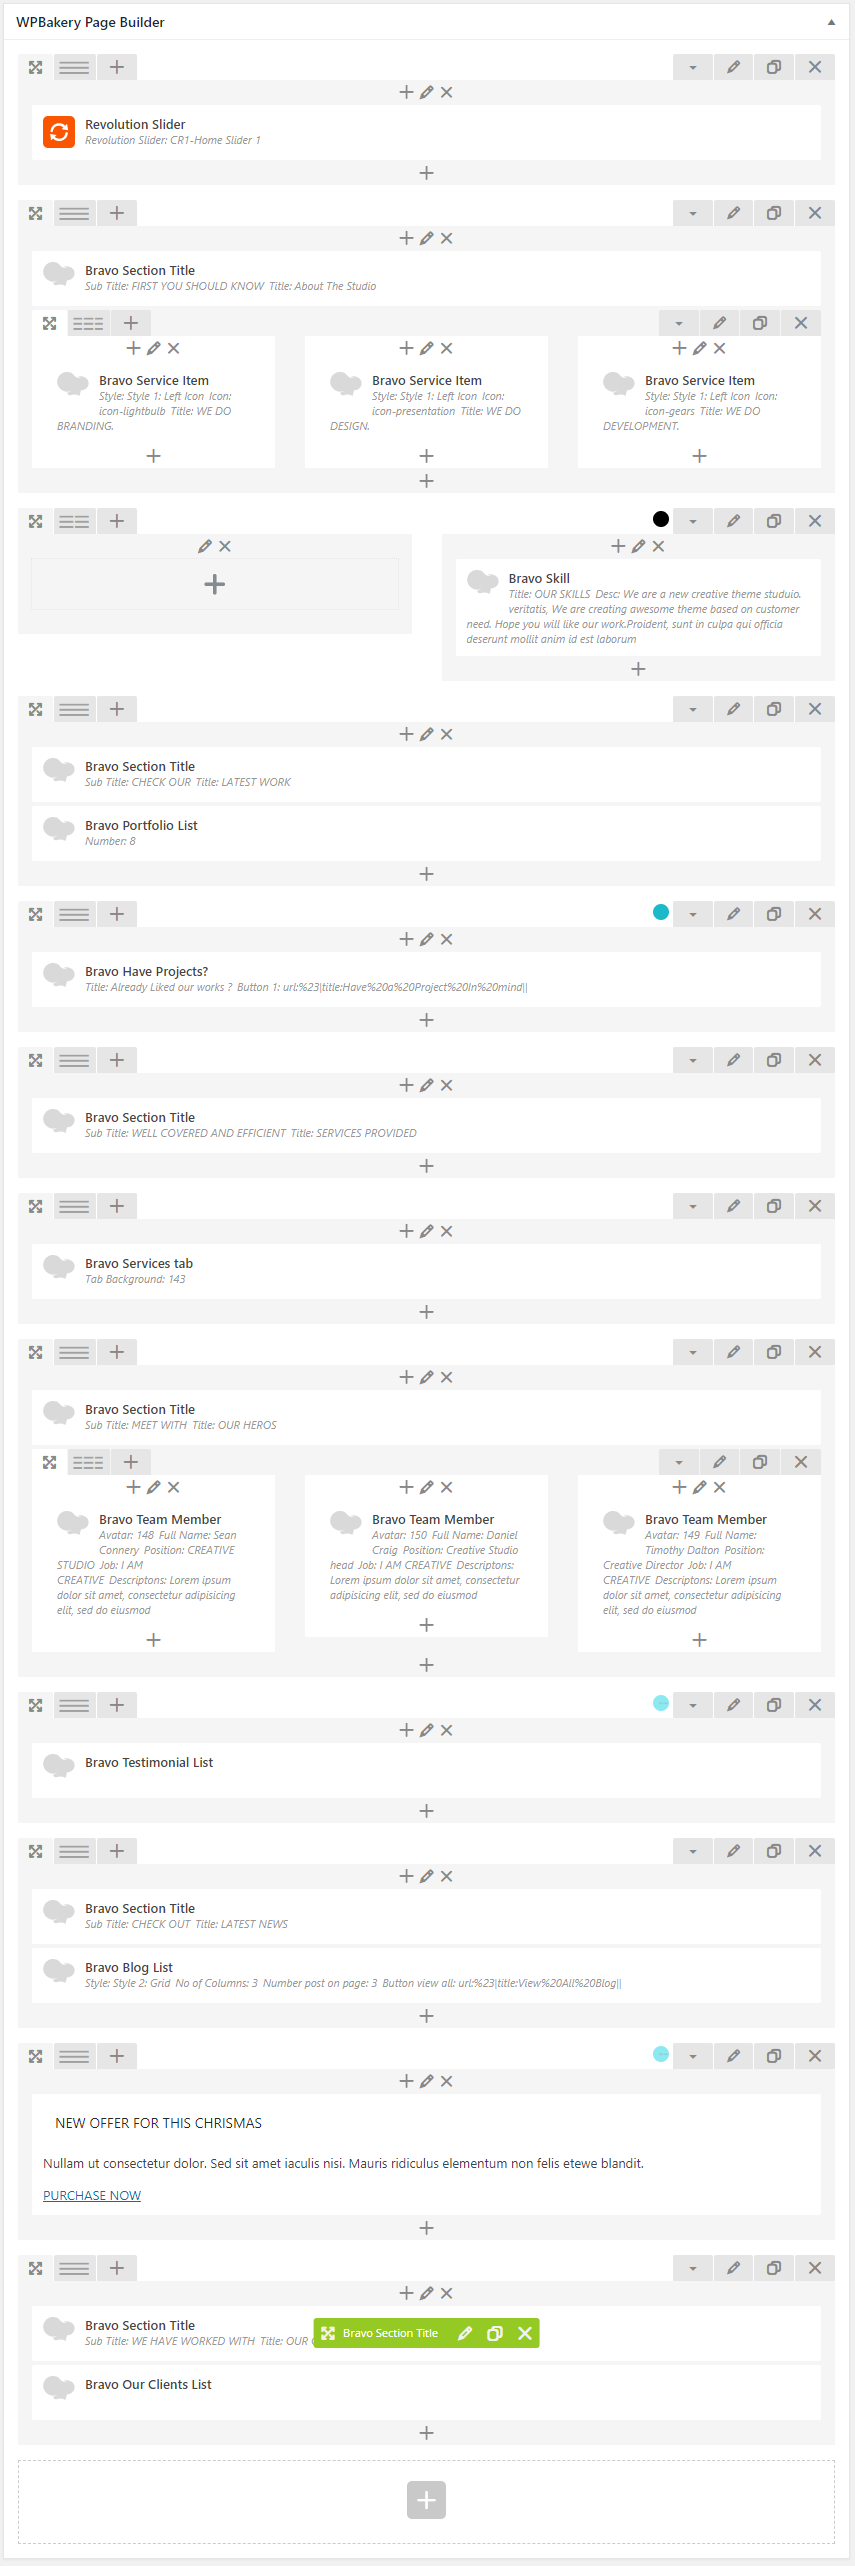 WPBakery Page Builder
Revolution Slider
Revolution Slider: CR1-Home Slider 1
Bravo Section Title
Sub Title: FIRST YOU SHOULD KNOW Title: About The Studio
Bravo Service Item
Style: Style 1: Left Icon Icon:
icon-lightbulb Title: WE DO
BRANDING.
Bravo Service Item
Style: Style 1: Left Icon Icon:
icon-presentation Title: WE DO
DESIGN.
Bravo Service Item
Style: Style 1: Left Icon Icon:
icon-gears Title: WE DO
DEVELOPMENT.
Bravo Skill
Title: OUR SKILLS Desc: We are a new creative theme studuio.
veritatis, We are creating awesome theme based on customer
need. Hope you will like our work.Proident, sunt in culpa qui officia
deserunt mollit anim id est laborum
Bravo Section Title
Sub Title: CHECK OUR Title: LATEST WORK
Bravo Portfolio List
Number: 8
Bravo Have Projects?
Title: Already Liked our works ? Button 1: url:%23|title:Have%20a%20Project%20In%20mind||
Bravo Section Title
Sub Title: WELL COVERED AND EFFICIENT Title: SERVICES PROVIDED
Bravo Services tab
Tab Background: 143
Bravo Section Title
Sub Title: MEET WITH Title: OUR HEROS
Bravo Team Member
Avatar: 148 Full Name: Sean
Connery Position: CREATIVE
STUDIO Job: I AM
CREATIVE Descriptons: Lorem ipsum
dolor sit amet, consectetur adipisicing
elit, sed do eiusmod
Bravo Team Member
Avatar: 150 Full Name: Daniel
Craig Position: Creative Studio
head Job: I AM CREATIVE Descriptons:
Lorem ipsum dolor sit amet, consectetur
adipisicing elit, sed do eiusmod
Bravo Team Member
Avatar: 149 Full Name:
Timothy Dalton Position:
Creative Director Job: I AM
CREATIVE Descriptons: Lorem ipsum
dolor sit amet, consectetur adipisicing
elit, sed do eiusmod
Bravo Testimonial List
Bravo Section Title
Sub Title: CHECK OUT Title: LATEST NEWS
Bravo Blog List
Style: Style 2: Grid No of Columns: 3 Number post on page: 3 Button view all: url:%23|title:View%20All%20Blog||
NEW OFFER FOR THIS CHRISMAS
Nullam ut consectetur dolor. Sed sit amet iaculis nisi. Mauris ridiculus elementum non felis etewe blandit.
PURCHASE NOW
Bravo Section Title
Sub Title: WE HAVE WORKED WITH Title: OUR
Bravo Section Title
Bravo Our Clients List